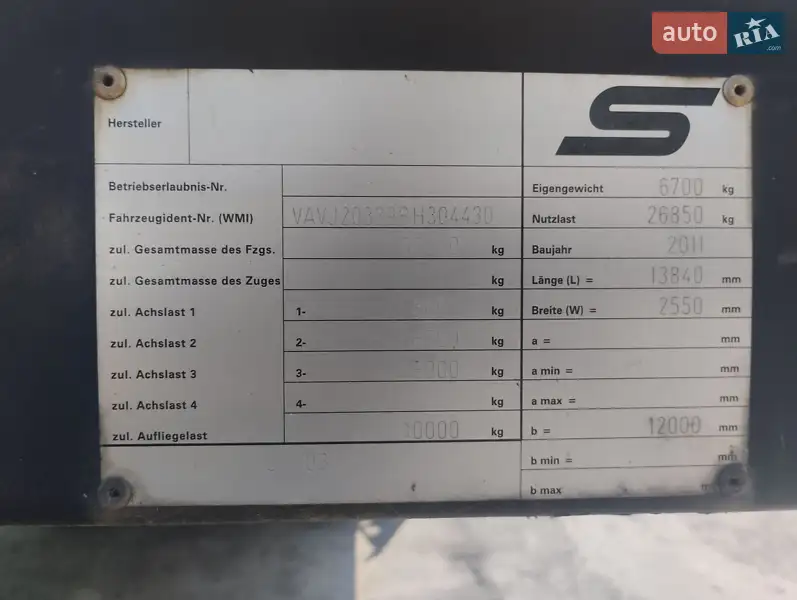 auto RIA .com
Hersteller
S
Betriebserlaubnis-Nr.
Fahrzeugident-Nr. (WMI)
zul. Gesamtmasse des Fzgs. kg
zul. Gesamtmasse des Zuges kg
zul. Achslast 1 1- kg
zul. Achslast 2 2- kg
zul. Achslast 3 3- kg
zul. Achslast 4 4- kg
zul. Aufliegelast 10000 kg
Eigengewicht 6700 kg
Nutzlast 26850 kg
Baujahr 2011
Länge (L) = 13840 mm
Breite (W) = 2550 mm
a = mm
a min = mm
a max = mm
b = 12000 mm
b min = mm
b max